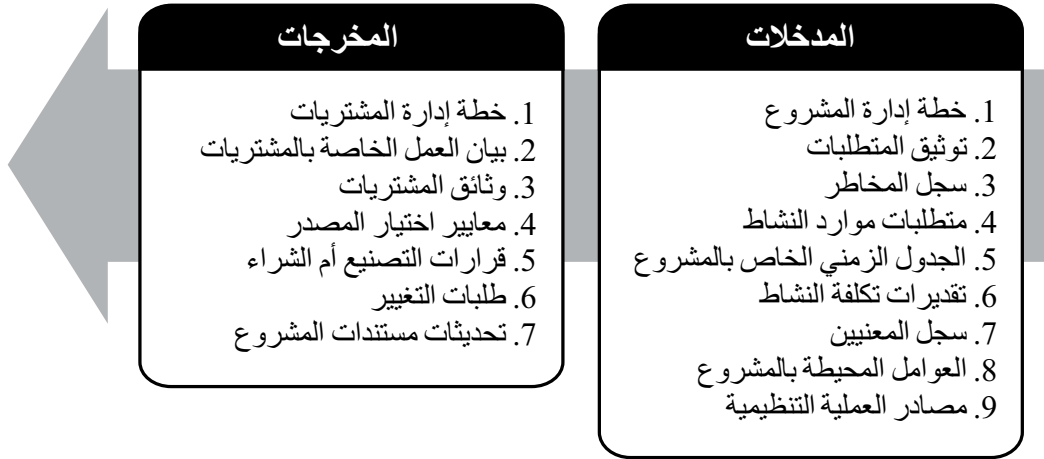 المدخلات
1. خطة إدارة المشروع
2. توثيق المتطلبات
3. سجل المخاطر
4. متطلبات موارد النشاط
5. الجدول الزمني الخاص بالمشروع
6. تقديرات تكلفة النشاط
7. سجل المعنيين
8. العوامل المحيطة بالمشروع
9. مصادر العملية التنظيمية
المخرجات
1. خطة إدارة المشتريات
2. بيان العمل الخاصة بالمشتريات
3. وثائق المشتريات
4. معايير اختيار المصدر
5. قرارات التصنيع أم الشراء
6. طلبات التغيير
7. تحديثات مستندات المشروع